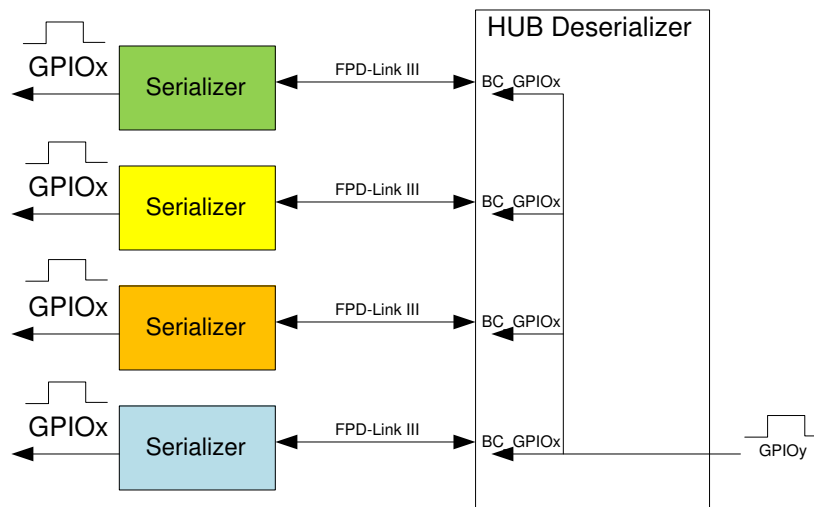 HUB Deserializer
GPIOx
Serializer
FPD-Link III
BC_GPIOx
GPIOx
Serializer
FPD-Link III
BC_GPIOx
GPIOx
Serializer
FPD-Link III
BC_GPIOx
GPIOx
Serializer
FPD-Link III
BC_GPIOx
GPIOy